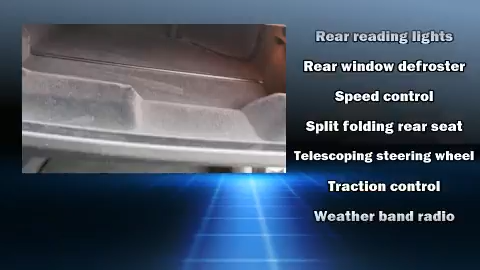 Rear reading lights
Rear window defroster
Speed control
Split folding rear seat
Telescoping steering wheel
Traction control
Weather band radio